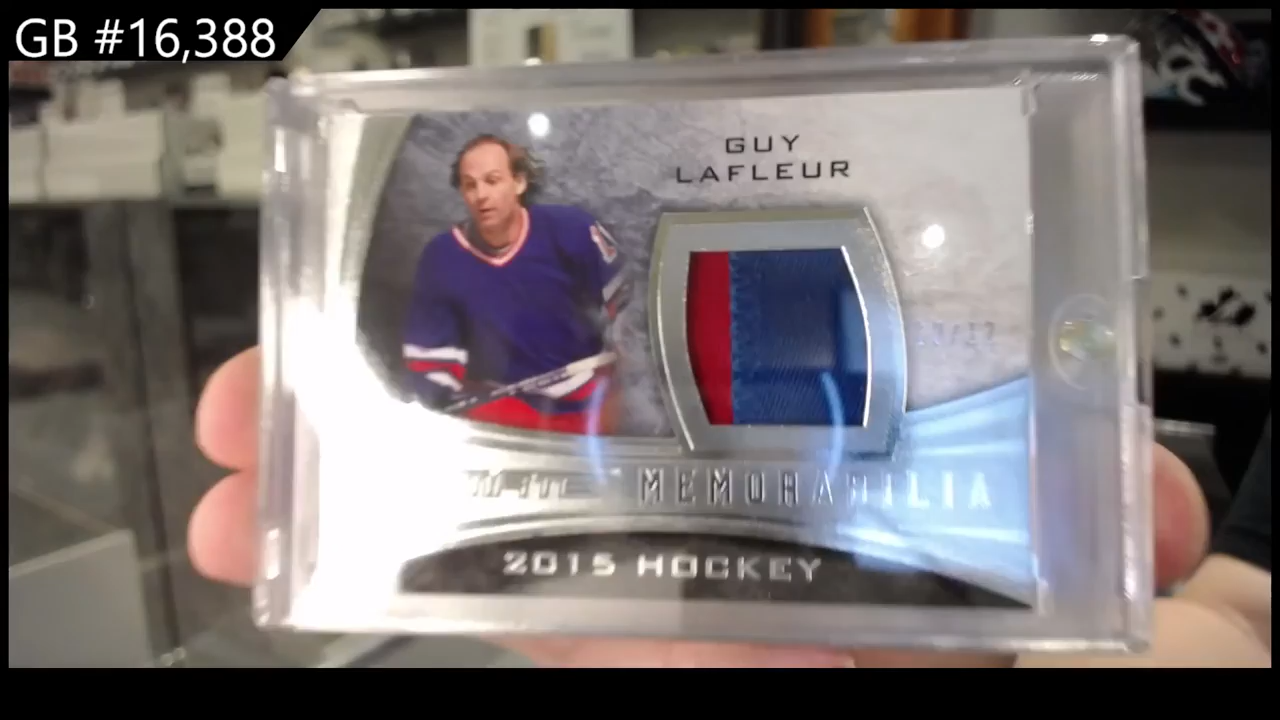 GB #16,388
GUY
LAFLEUR
MEMORABILIA
2015 HOCKEY